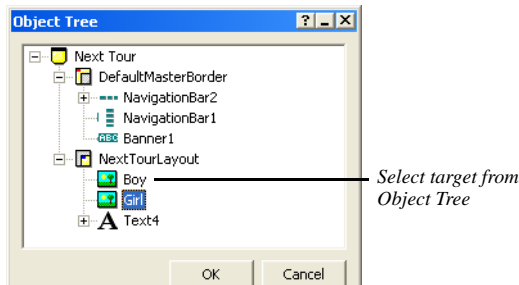 Object Tree
Next Tour
DefaultMasterBorder
NavigationBar2
NavigationBar1
ABC Banner1
NextTourLayout
Boy
Girl
A Text4
Select target from
Object Tree
OK
Cancel